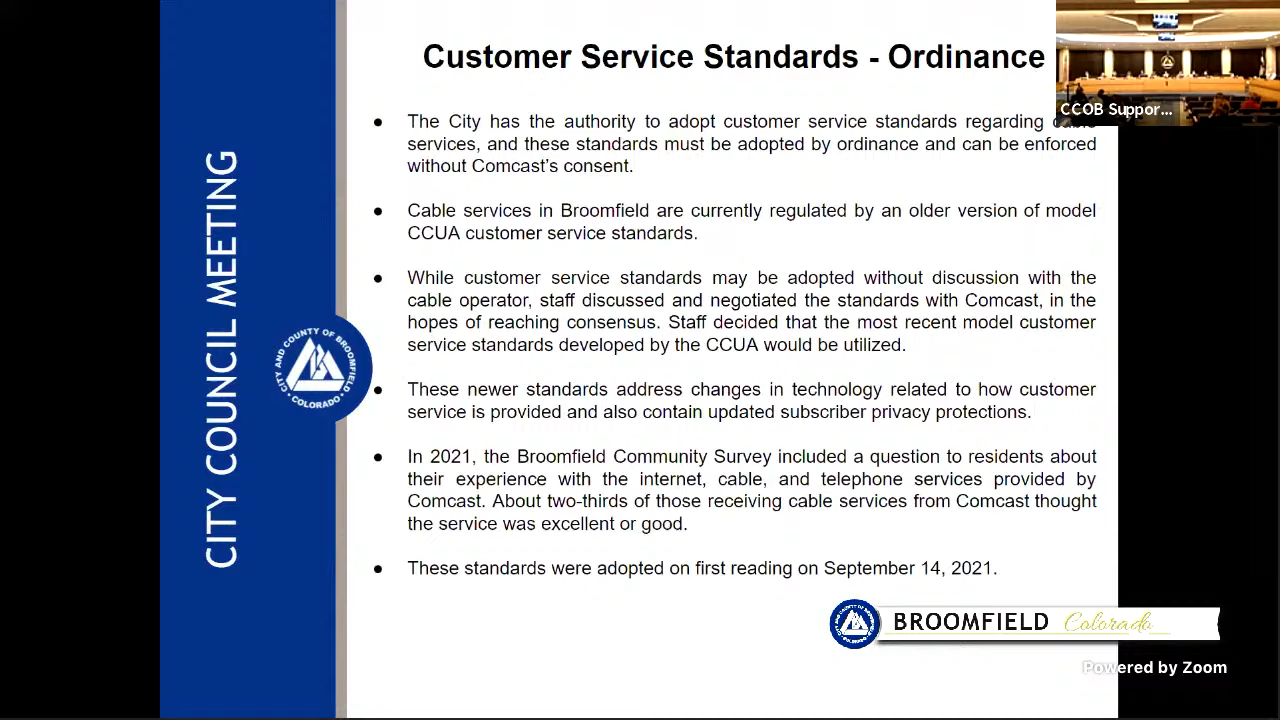 Customer Service Standards - Ordinance
CCOB Suppor...
● The City has the authority to adopt customer service standards regarding
services, and these standards must be adopted by ordinance and can be enforced
without Comcast's consent.
● Cable services in Broomfield are currently regulated by an older version of model
CCUA customer service standards.
● While customer service standards may be adopted without discussion with the
cable operator, staff discussed and negotiated the standards with Comcast, in the
hopes of reaching consensus. Staff decided that the most recent model customer
service standards developed by the CCUA would be utilized.
● These newer standards address changes in technology related to how customer
service is provided and also contain updated subscriber privacy protections.
● In 2021, the Broomfield Community Survey included a question to residents about
their experience with the internet, cable, and telephone services provided by
Comcast. About two-thirds of those receiving cable services from Comcast thought
the service was excellent or good.
● These standards were adopted on first reading on September 14, 2021.
CITY COUNCIL MEETING
CITY AND COUNTY OF BROOMFIELD
• COLORADO •
BROOMFIELD Colorado
Powered by Zoom